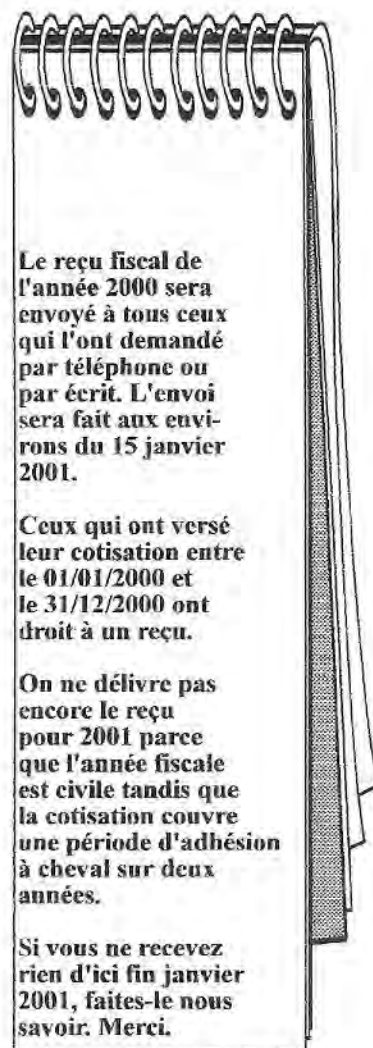 Le reçu fiscal de
l'année 2000 sera
envoyé à tous ceux
qui l'ont demandé
par téléphone ou
par écrit. L'envoi
sera fait aux envi-
rons du 15 janvier
2001.
Ceux qui ont versé
leur cotisation entre
le 01/01/2000 et
le 31/12/2000 ont
droit à un reçu.
On ne délivre pas
encore le reçu
pour 2001 parce
que l'année fiscale
est civile tandis que
la cotisation couvre
une période d'adhésion
à cheval sur deux
années.
Si vous ne recevez
rien d'ici fin janvier
2001, faites-le nous
savoir. Merci.